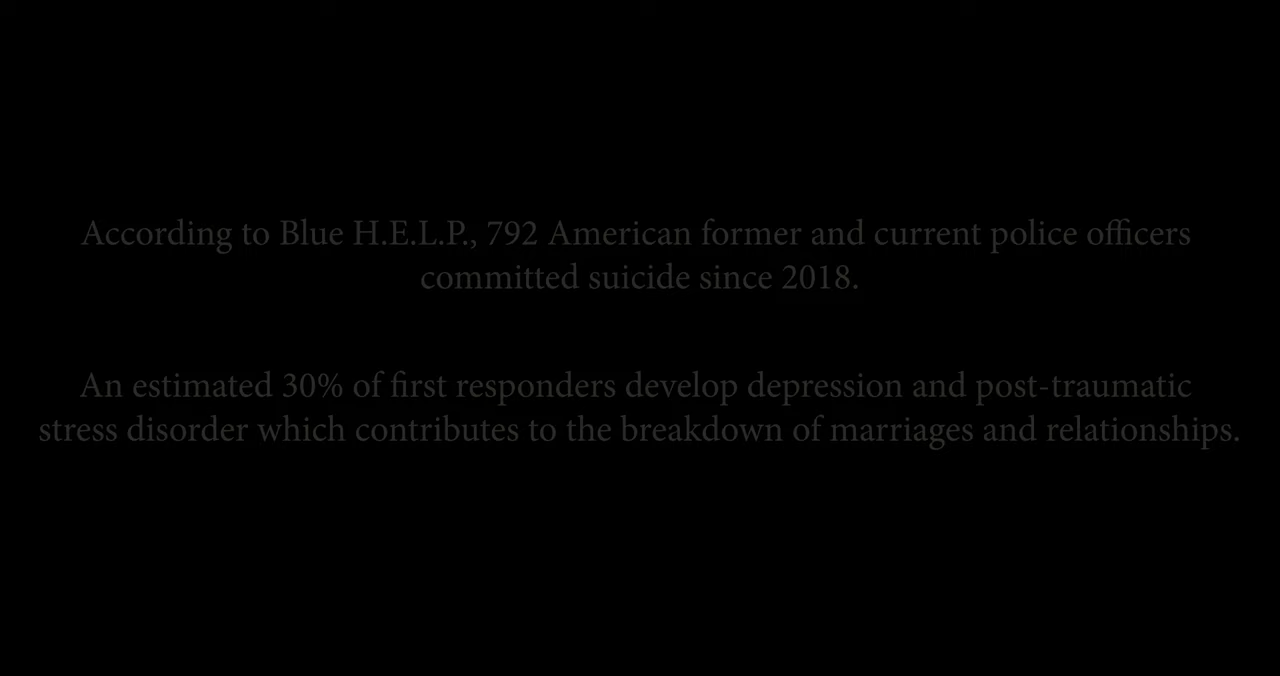 According to Blue H.E.L.P., 792 American former and current police officers
committed suicide since 2018.
An estimated 30% of first responders develop depression and post-traumatic
stress disorder which contributes to the breakdown of marriages and relationships.